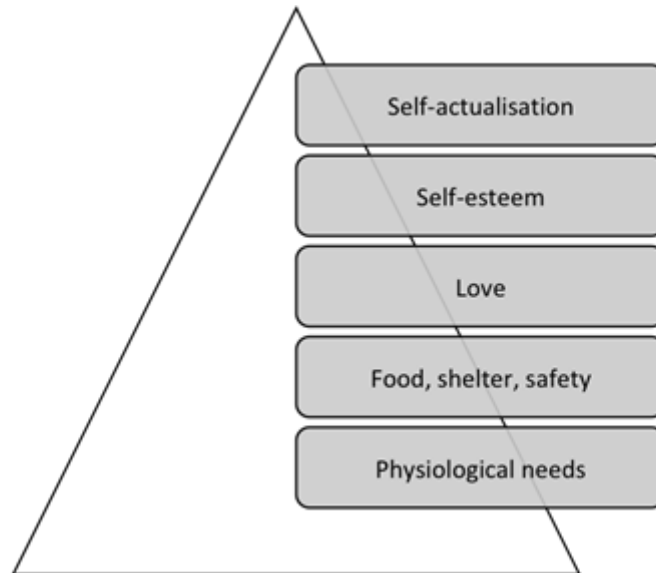 Self-actualisation
Self-esteem
Love
Food, shelter, safety
Physiological needs